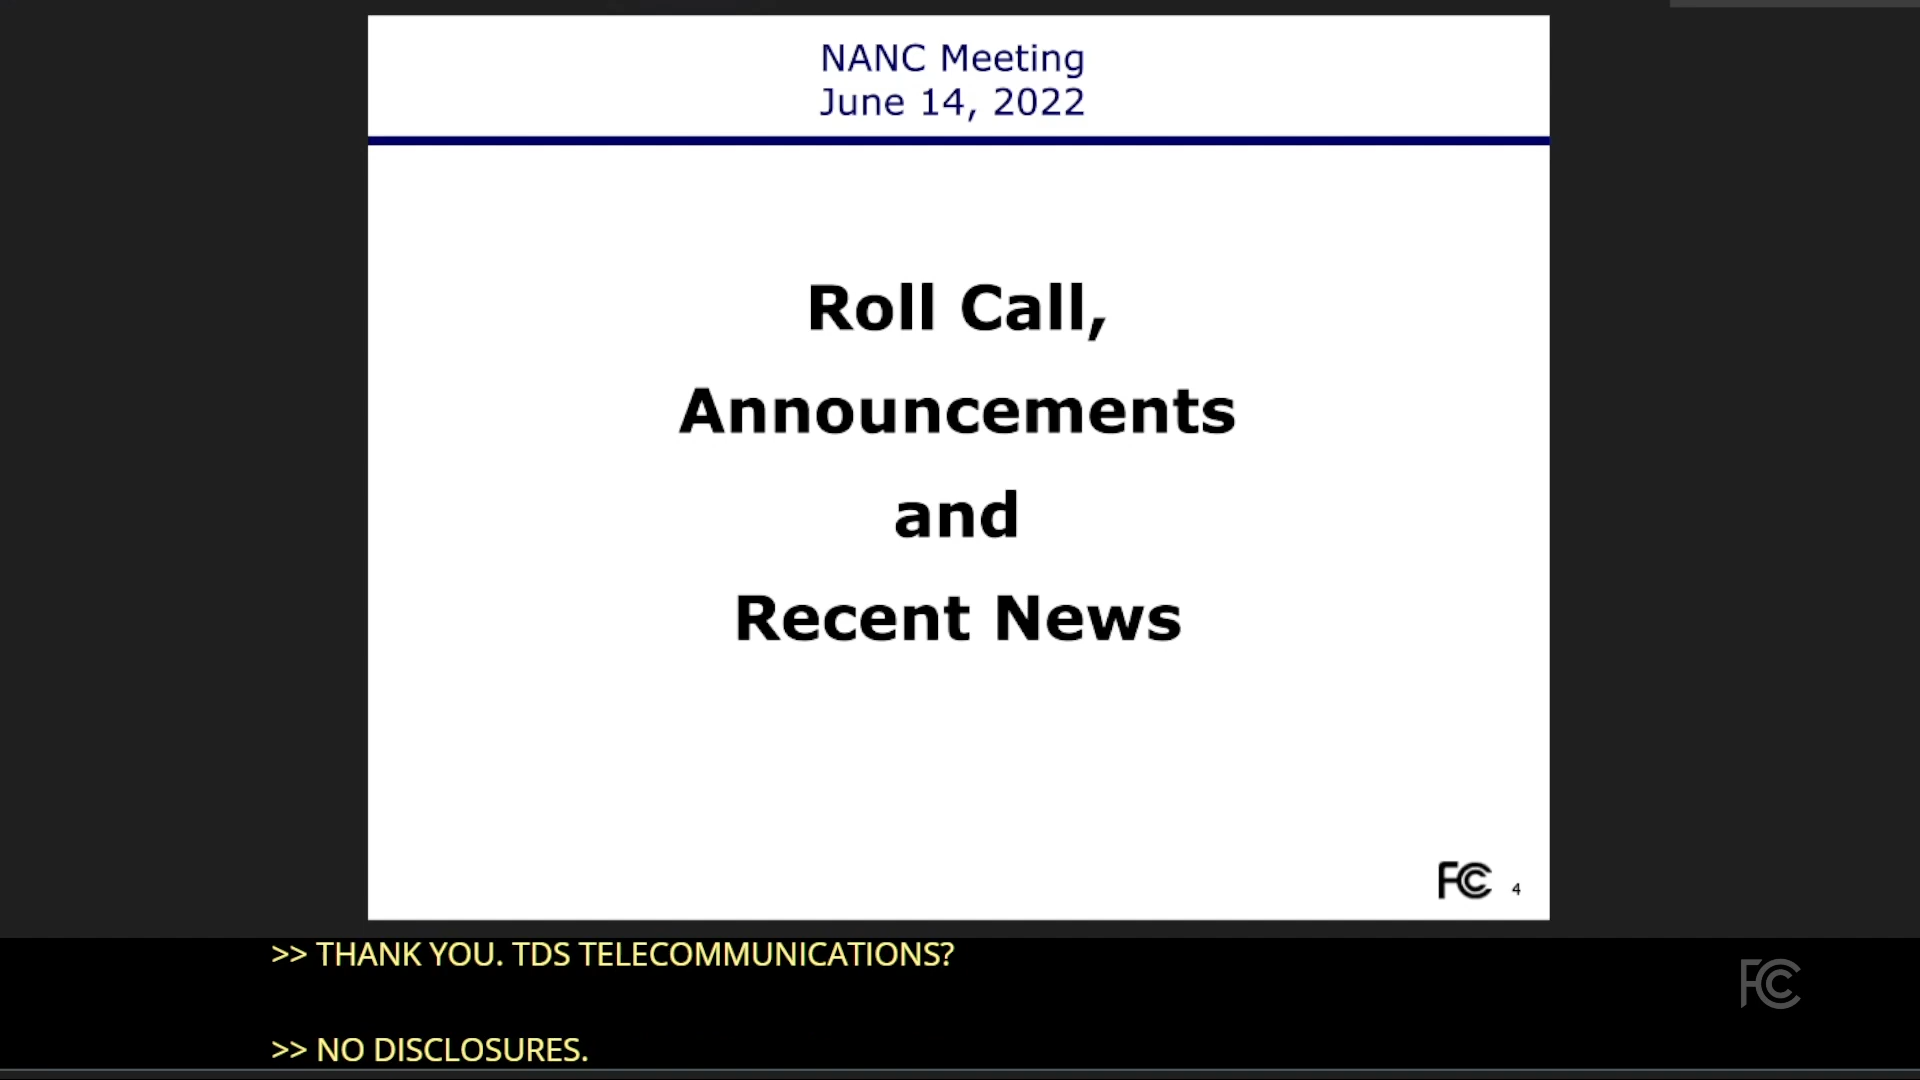 NANC Meeting
June 14, 2022
Roll Call,
Announcements
and
Recent News
FCC 4
>> THANK YOU. TDS TELECOMMUNICATIONS?
FCC
>> NO DISCLOSURES.